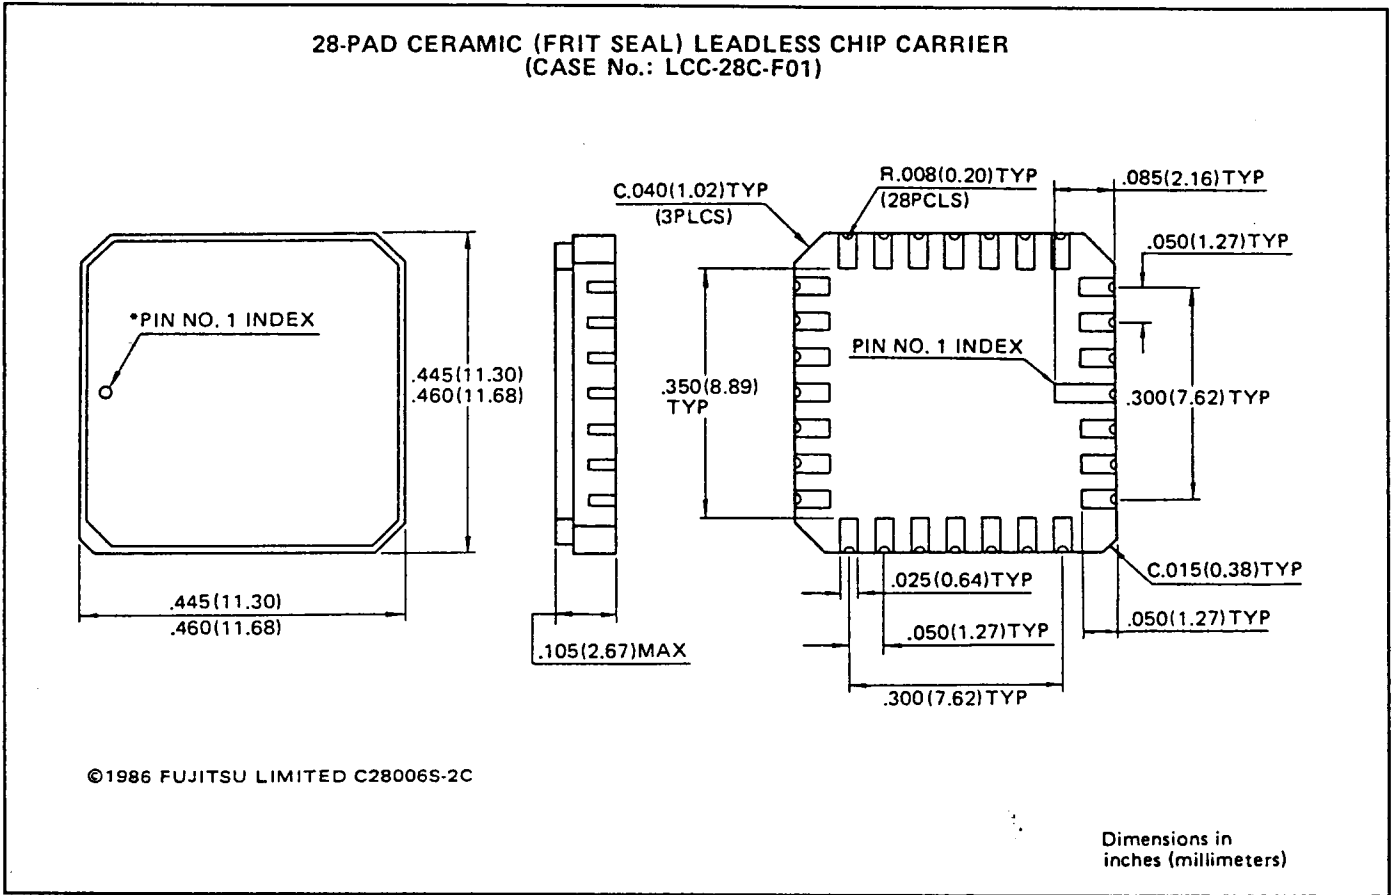 28-PAD CERAMIC (FRIT SEAL) LEADLESS CHIP CARRIER
(CASE No.: LCC-28C-F01)
*PIN NO. 1 INDEX
.445(11.30)
.460(11.68)
.445(11.30)
.460(11.68)
.105(2.67)MAX
C.040(1.02)TYP
(3PLCS)
R.008(0.20)TYP
(28PCLS)
.085(2.16)TYP
.050(1.27)TYP
PIN NO. 1 INDEX
.350(8.89)
TYP
.300(7.62)TYP
.025(0.64)TYP
C.015(0.38)TYP
.050(1.27)TYP
.050(1.27)TYP
.300(7.62)TYP
©1986 FUJITSU LIMITED C28006S-2C
Dimensions in
inches (millimeters)